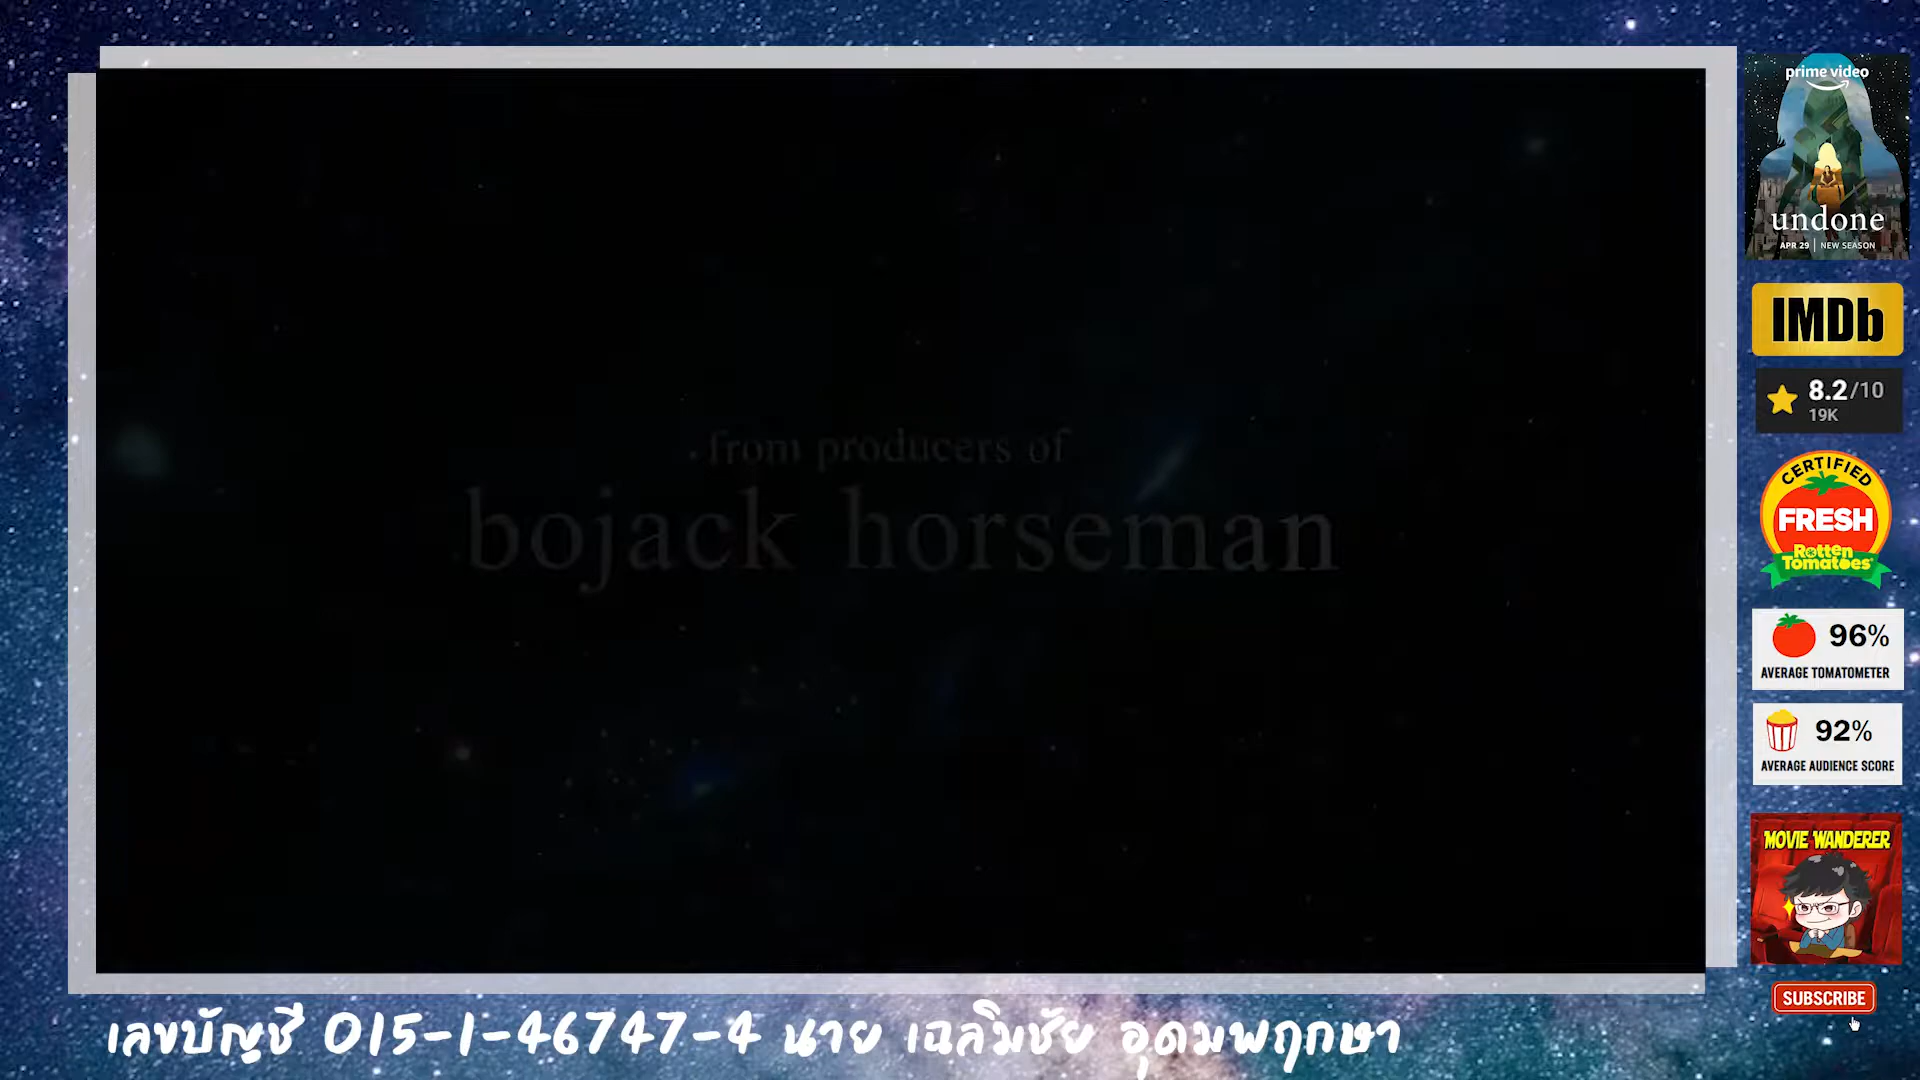 from producers of
bojack horseman
prime video
undone
APR 29 | NEW SEASON
IMDb
8.2/10
19K
CERTIFIED
FRESH
Rotten
Tomatoes
96%
AVERAGE TOMATOMETER
92%
AVERAGE AUDIENCE SCORE
MOVIE WANDERER
SUBSCRIBE
เลขบัญชี 015-1-46747-4 นาย เฉลิมชัย อุดมพฤกษา